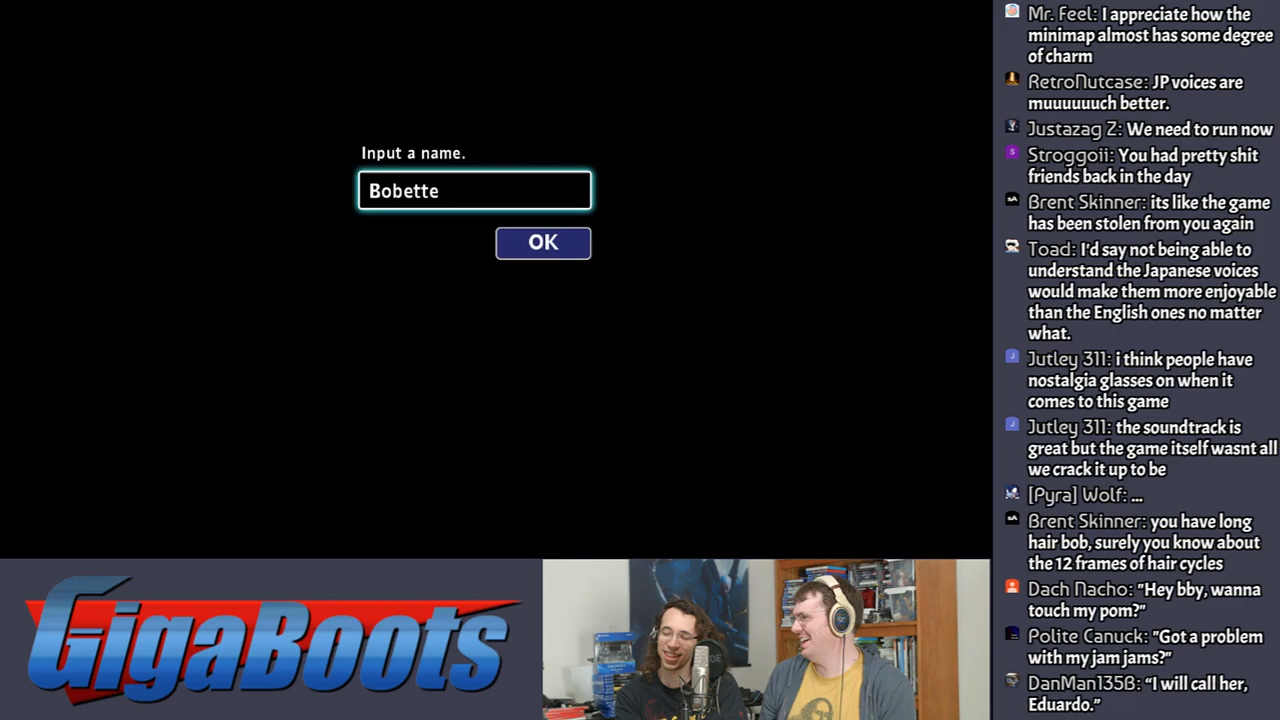 Input a name.
Bobette
OK
GigaBoots
Mr. Feel: I appreciate how the
minimap almost has some degree
of charm
RetroNutcase: JP voices are
muuuuuuch better.
Justazag Z: We need to run now
Stroggoii: You had pretty shit
friends back in the day
Brent Skinner: its like the game
has been stolen from you again
Toad: I'd say not being able to
understand the Japanese voices
would make them more enjoyable
than the English ones no matter
what.
Jutley 311: i think people have
nostalgia glasses on when it
comes to this game
Jutley 311: the soundtrack is
great but the game itself wasnt all
we crack it up to be
[Pyra] Wolf: ...
Brent Skinner: you have long
hair bob, surely you know about
the 12 frames of hair cycles
Dach Nacho: "Hey bby, wanna
touch my pom?"
Polite Canuck: "Got a problem
with my jam jams?"
DanMan135B: "I will call her,
Eduardo."